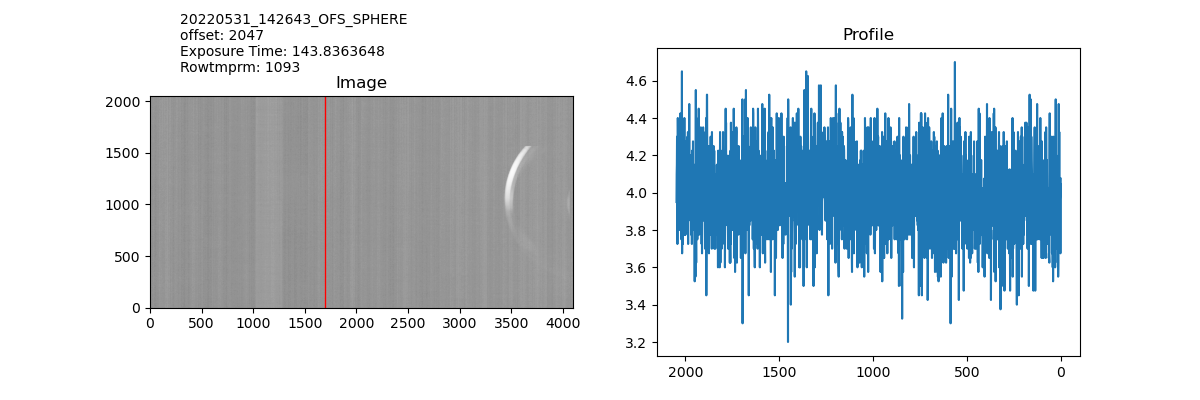 20220531_142643_OFS_SPHERE
offset: 2047
Exposure Time: 143.8363648
Rowtmprm: 1093
Image
2000
1500
1000
500
0
0 500 1000 1500 2000 2500 3000 3500 4000
Profile
4.6
4.4
4.2
4.0
3.8
3.6
3.4
3.2
2000 1500 1000 500 0